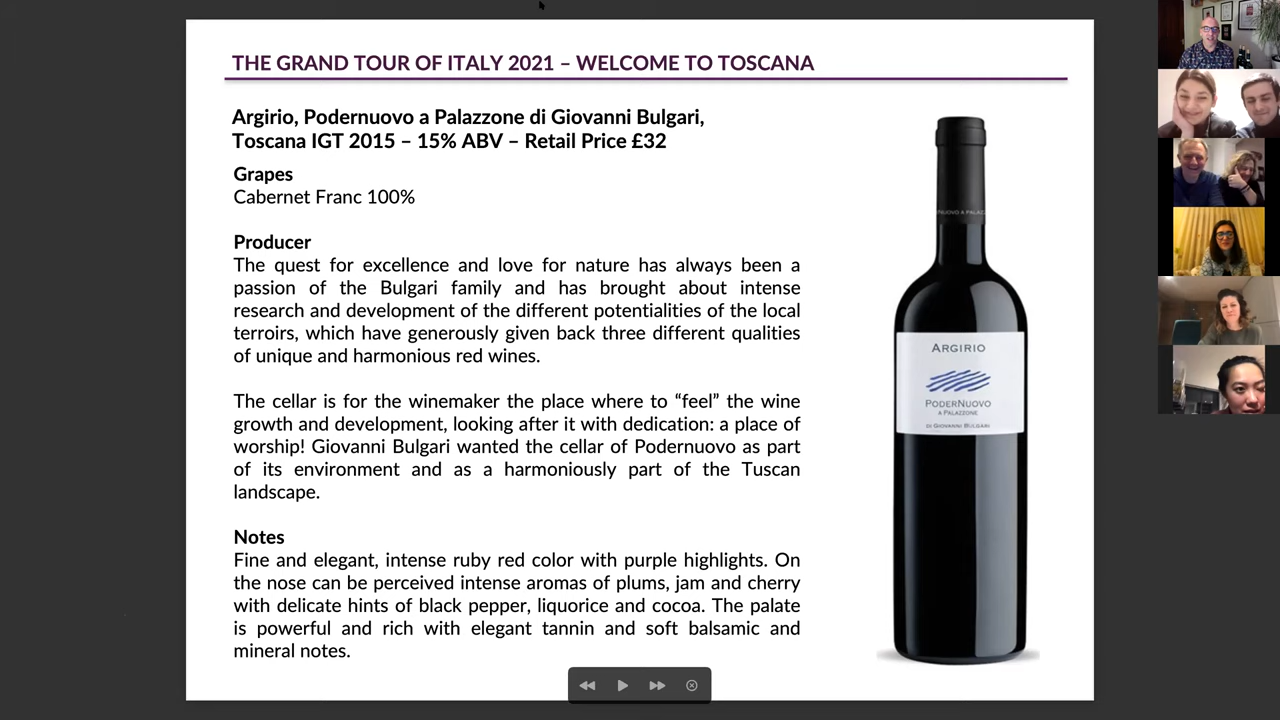 THE GRAND TOUR OF ITALY 2021 – WELCOME TO TOSCANA
Argirio, Podernuovo a Palazzone di Giovanni Bulgari,
Toscana IGT 2015 – 15% ABV – Retail Price £32
Grapes
Cabernet Franc 100%
Producer
The quest for excellence and love for nature has always been a
passion of the Bulgari family and has brought about intense
research and development of the different potentialities of the local
terroirs, which have generously given back three different qualities
of unique and harmonious red wines.
The cellar is for the winemaker the place where to “feel” the wine
growth and development, looking after it with dedication: a place of
worship! Giovanni Bulgari wanted the cellar of Podernuovo as part
of its environment and as a harmoniously part of the Tuscan
landscape.
Notes
Fine and elegant, intense ruby red color with purple highlights. On
the nose can be perceived intense aromas of plums, jam and cherry
with delicate hints of black pepper, liquorice and cocoa. The palate
is powerful and rich with elegant tannin and soft balsamic and
mineral notes.
ARGIRIO
PODERNUOVO
A PALAZZONE
DI GIOVANNI BULGARI